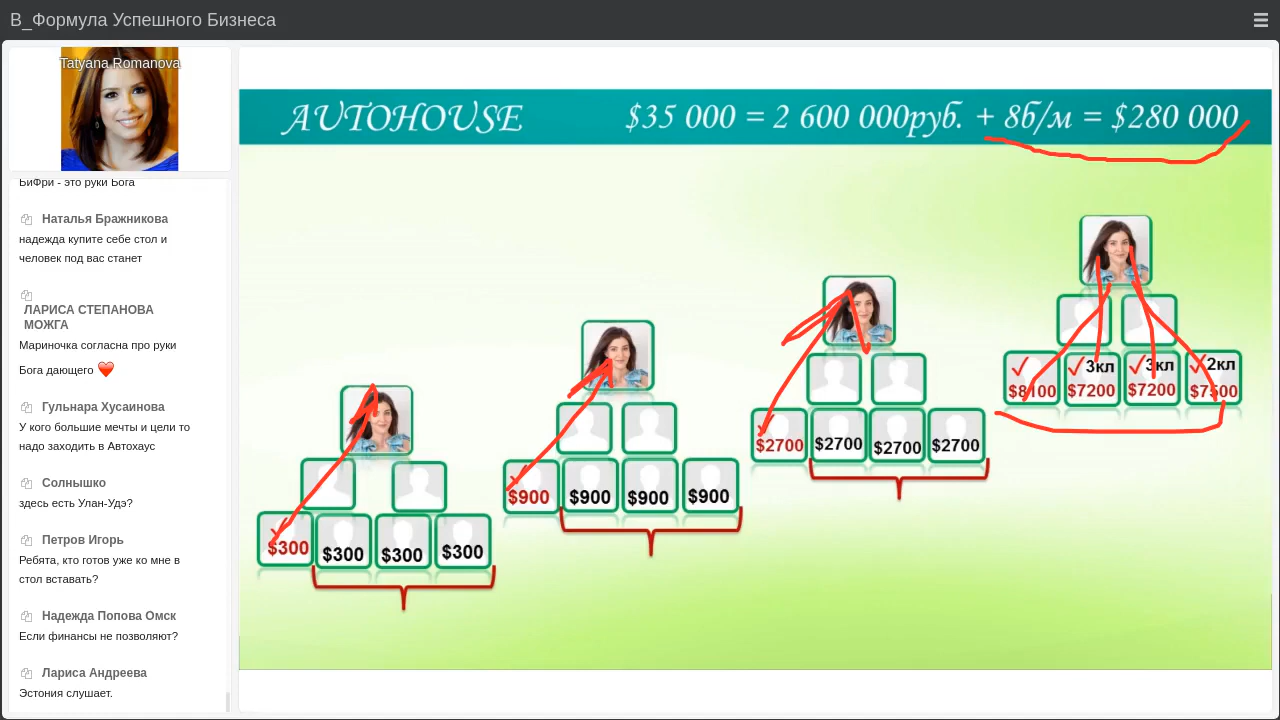 В_Формула Успешного Бизнеса
Tatyana Romanova
БиФри - это руки Бога
Наталья Бражникова
надежда купите себе стол и
человек под вас станет
ЛАРИСА СТЕПАНОВА
МОЖГА
Мариночка согласна про руки
Бога дающего
Гульнара Хусаинова
У кого большие мечты и цели то
надо заходить в Автохаус
Солнышко
здесь есть Улан-Удэ?
Петров Игорь
Ребята, кто готов уже ко мне в
стол вставать?
Надежда Попова Омск
Если финансы не позволяют?
Лариса Андреева
Эстония слушает.
AUTOHOUSE $35 000 = 2 600 000руб. + 8б/м = $280 000
$300 $300 $300 $300
$900 $900 $900 $900
$2700 $2700 $2700 $2700
3кл 3кл 2кл
$8100 $7200 $7200 $7500